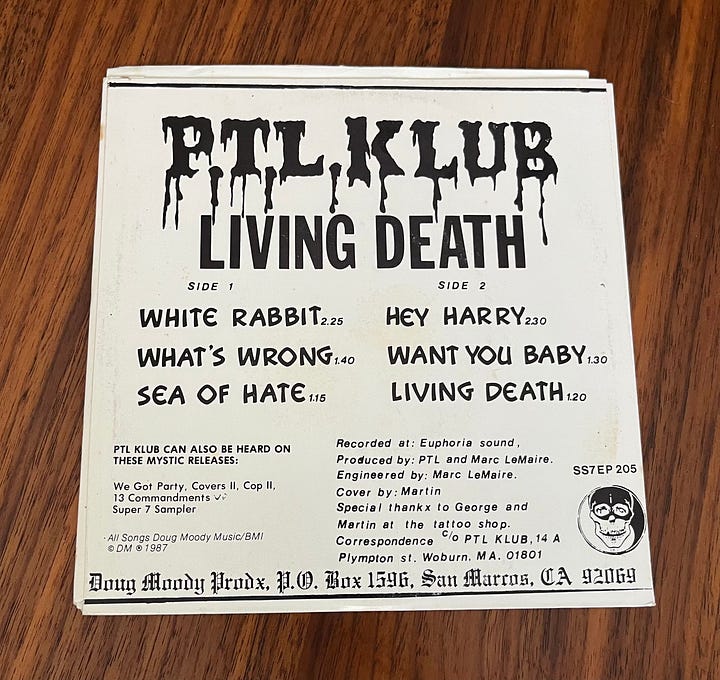 PTL KLUB
LIVING DEATH
SIDE 1
WHITE RABBIT 2.25
WHAT'S WRONG 1.40
SEA OF HATE 1.15
SIDE 2
HEY HARRY 2.30
WANT YOU BABY 1.30
LIVING DEATH 1.20
PTL KLUB CAN ALSO BE HEARD ON
THESE MYSTIC RELEASES:
We Got Party, Covers II, Cop II,
13 Commandments
Super 7 Sampler
All Songs Doug Moody Music/BMI
© DM ® 1987
Recorded at: Euphoria sound,
Produced by: PTL and Marc LeMaire.
Engineered by: Marc LeMaire.
Cover by: Martin
Special thankx to George and
Martin at the tattoo shop.
Correspondence c/o PTL KLUB, 14 A
Plympton st. Woburn, MA. 01801
SS7EP 205
Doug Moody Prodx, P.O. Box 1596, San Marcos, CA 92069